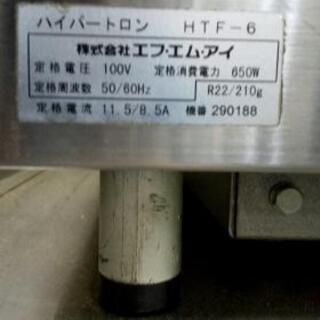 ハイパートロン HTF-6
株式会社エフ・エム・アイ
定格電圧 100V 定格消費電力 650W
定格周波数 50/60Hz R22/210g
定格電流 11.5/8.5A 機番 290188